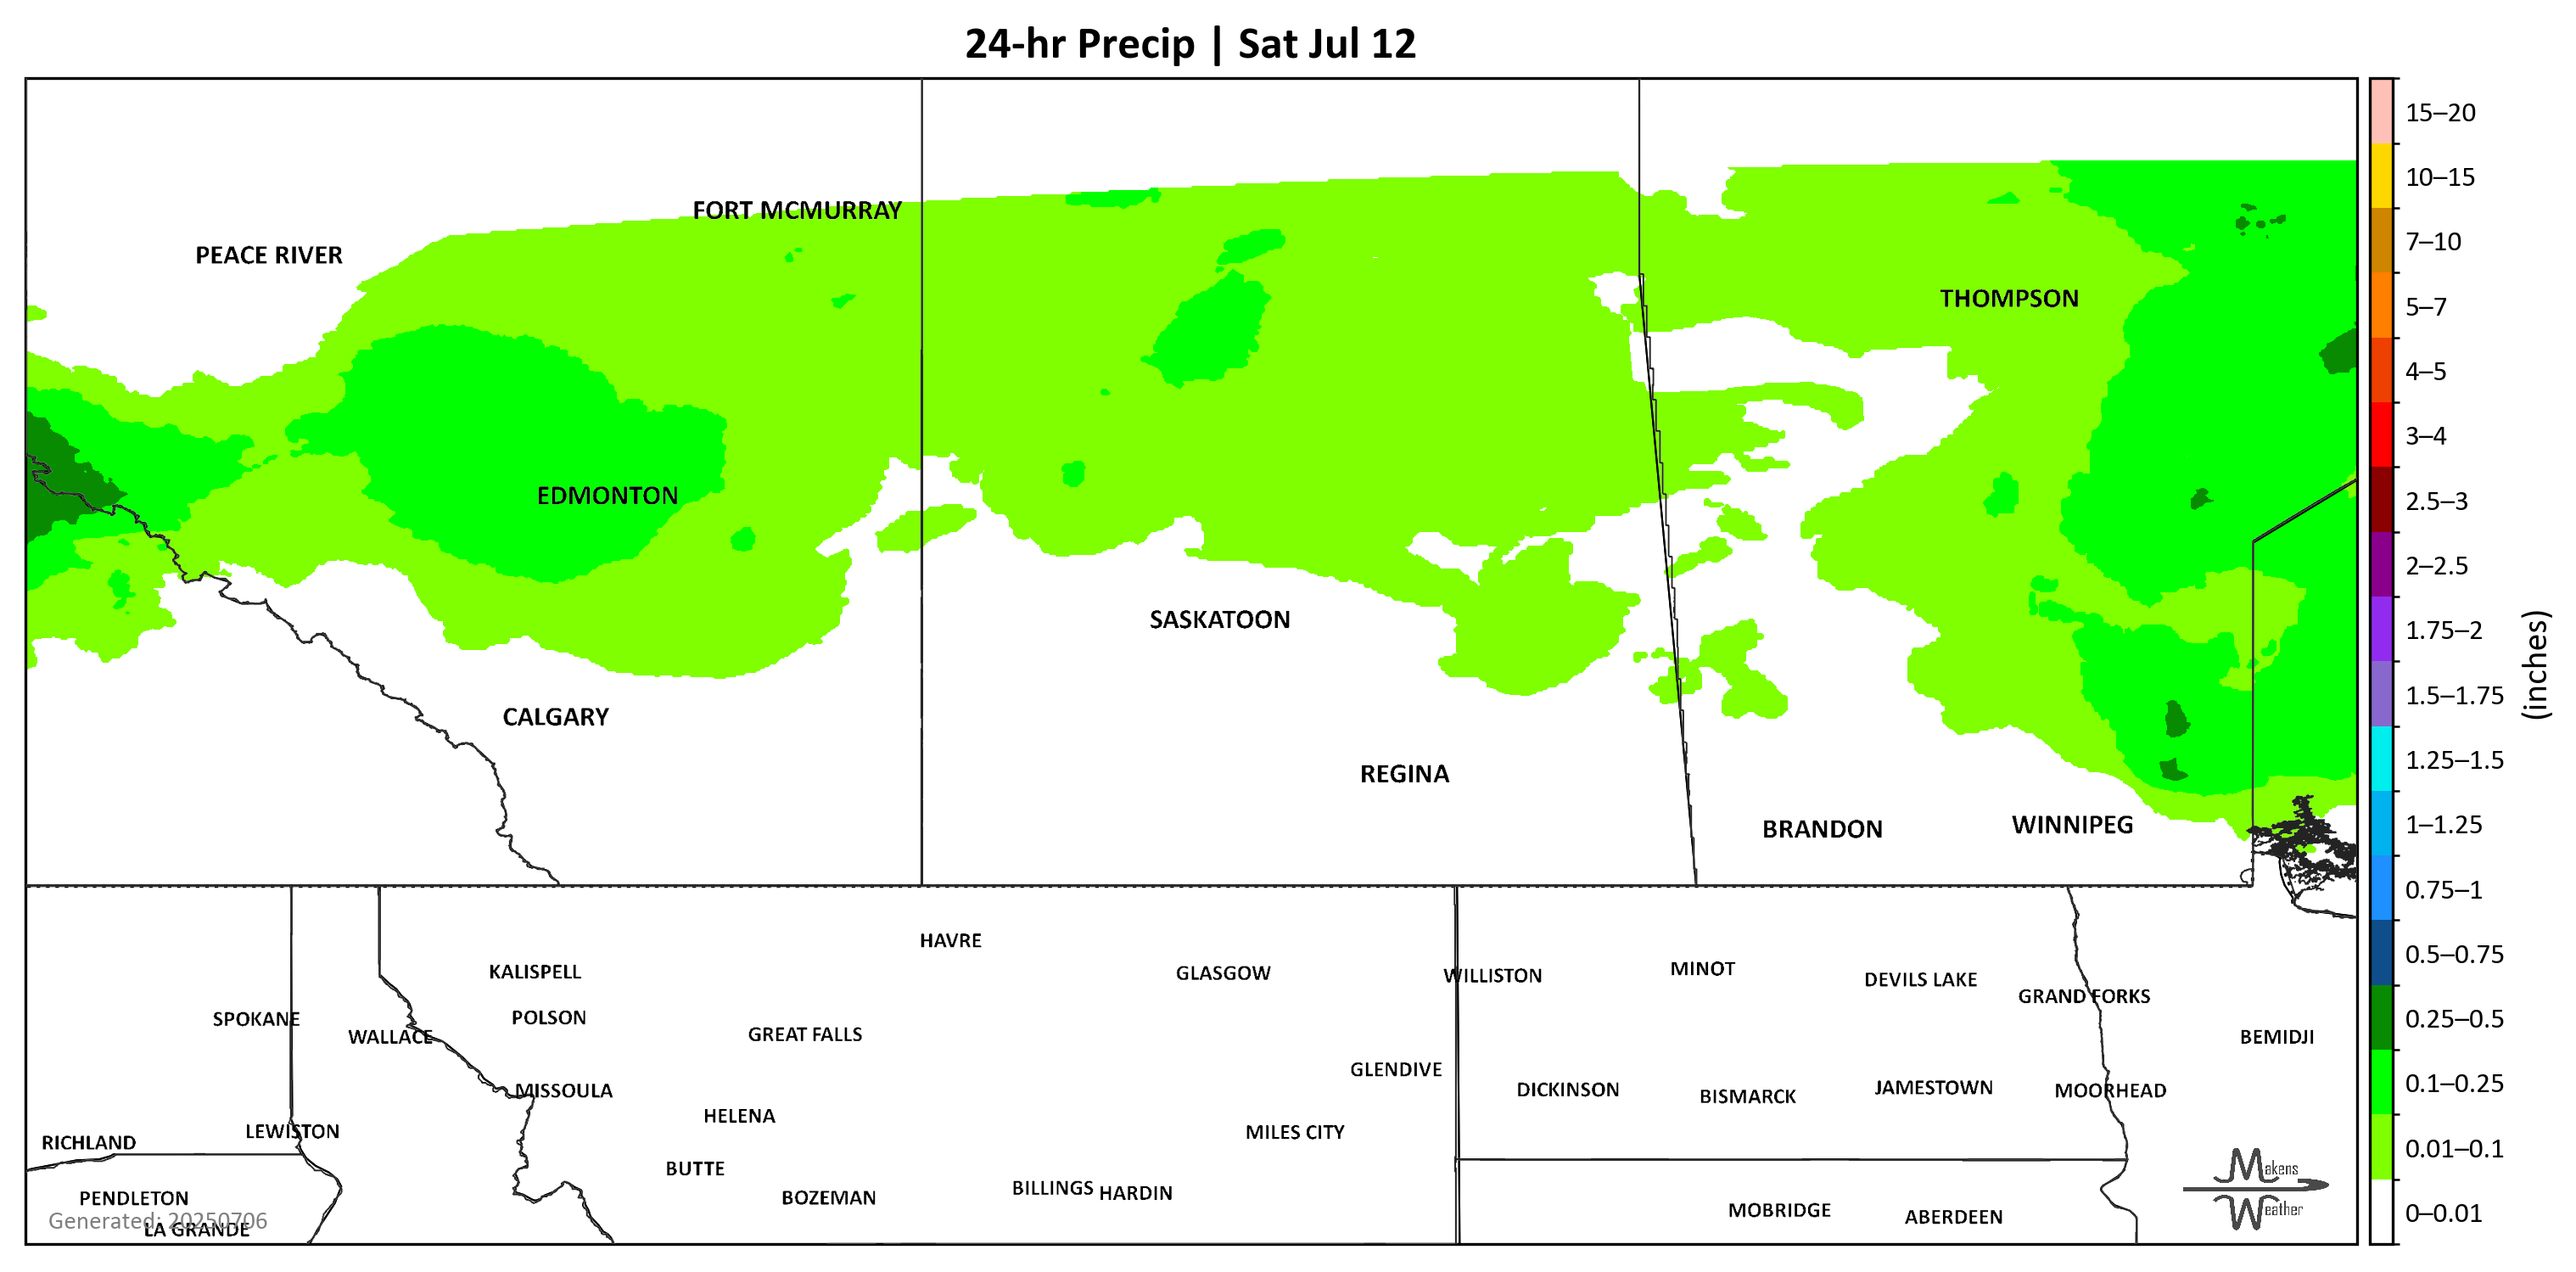 24-hr Precip | Sat Jul 12
FORT MCMURRAY
PEACE RIVER
THOMPSON
EDMONTON
SASKATOON
CALGARY
REGINA
WINNIPEG
BRANDON
HAVRE
MINOT
KALISPELL
GLASGOW
WILLISTON
DEVILS LAKE
GRAND FORKS
POLSON
SPOKANE
GREAT FALLS
WALLACE
BEMIDJI
GLENDIVE
JAMESTOWN
DICKINSON
MISSOULA
MOORHEAD
BISMARCK
HELENA
LEWISTON
MILES CITY
RICHLAND
BUTTE
BILLINGS
HARDIN
PENDLETON
BOZEMAN
MOBRIDGE
ABERDEEN
Generated: 20250706
LA GRANDE
Makens
Weather
15–20
10–15
7–10
5–7
4–5
3–4
2.5–3
2–2.5
1.75–2
1.5–1.75
1.25–1.5
1–1.25
0.75–1
0.5–0.75
0.25–0.5
0.1–0.25
0.01–0.1
0–0.01
(inches)